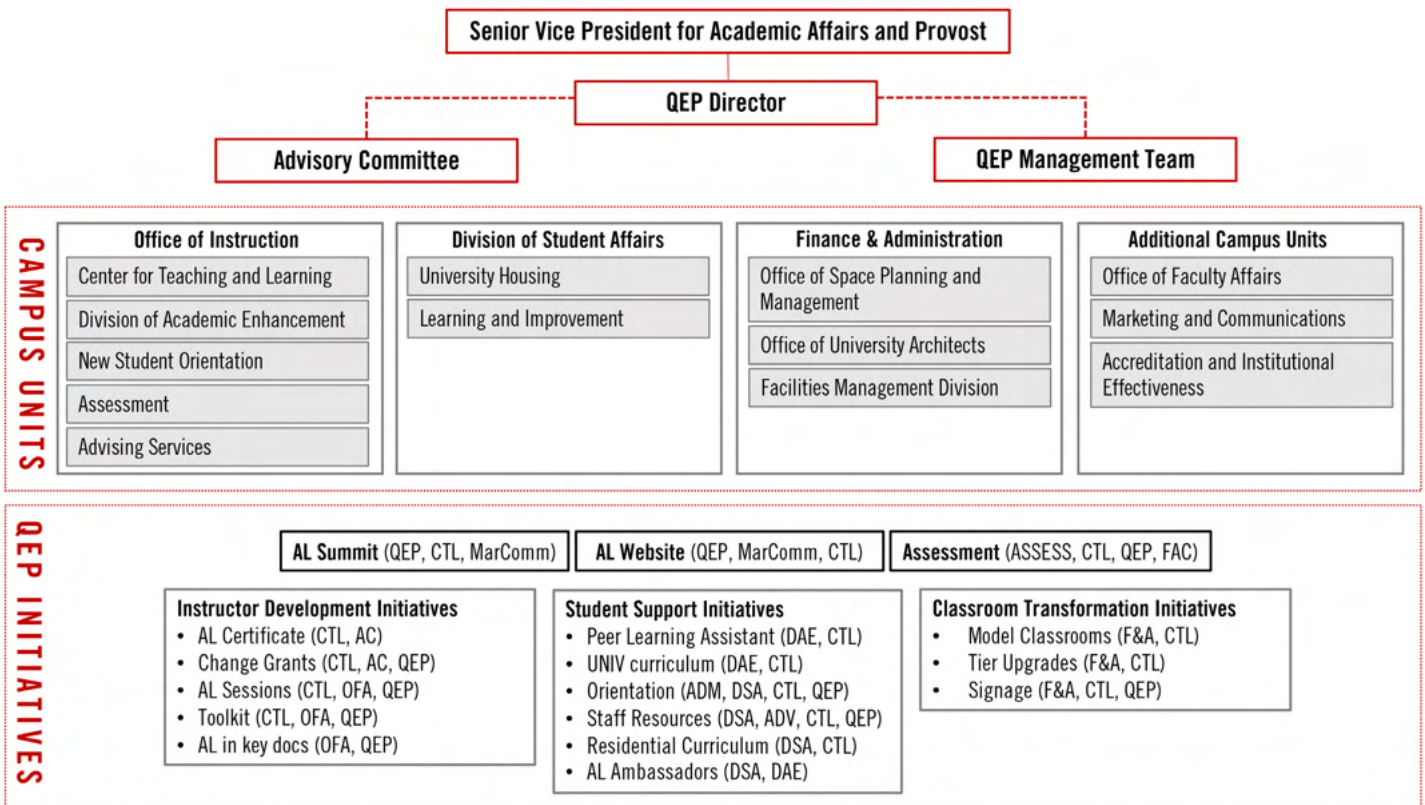 Senior Vice President for Academic Affairs and Provost
QEP Director
Advisory Committee
QEP Management Team
CAMPUS UNITS
Office of Instruction
Center for Teaching and Learning
Division of Academic Enhancement
New Student Orientation
Assessment
Advising Services
Division of Student Affairs
University Housing
Learning and Improvement
Finance & Administration
Office of Space Planning and
Management
Office of University Architects
Facilities Management Division
Additional Campus Units
Office of Faculty Affairs
Marketing and Communications
Accreditation and Institutional
Effectiveness
QEP INITIATIVES
AL Summit (QEP, CTL, MarComm)
AL Website (QEP, MarComm, CTL)
Assessment (ASSESS, CTL, QEP, FAC)
Instructor Development Initiatives
• AL Certificate (CTL, AC)
• Change Grants (CTL, AC, QEP)
• AL Sessions (CTL, OFA, QEP)
• Toolkit (CTL, OFA, QEP)
• AL in key docs (OFA, QEP)
Student Support Initiatives
• Peer Learning Assistant (DAE, CTL)
• UNIV curriculum (DAE, CTL)
• Orientation (ADM, DSA, CTL, QEP)
• Staff Resources (DSA, ADV, CTL, QEP)
• Residential Curriculum (DSA, CTL)
• AL Ambassadors (DSA, DAE)
Classroom Transformation Initiatives
• Model Classrooms (F&A, CTL)
• Tier Upgrades (F&A, CTL)
• Signage (F&A, CTL, QEP)